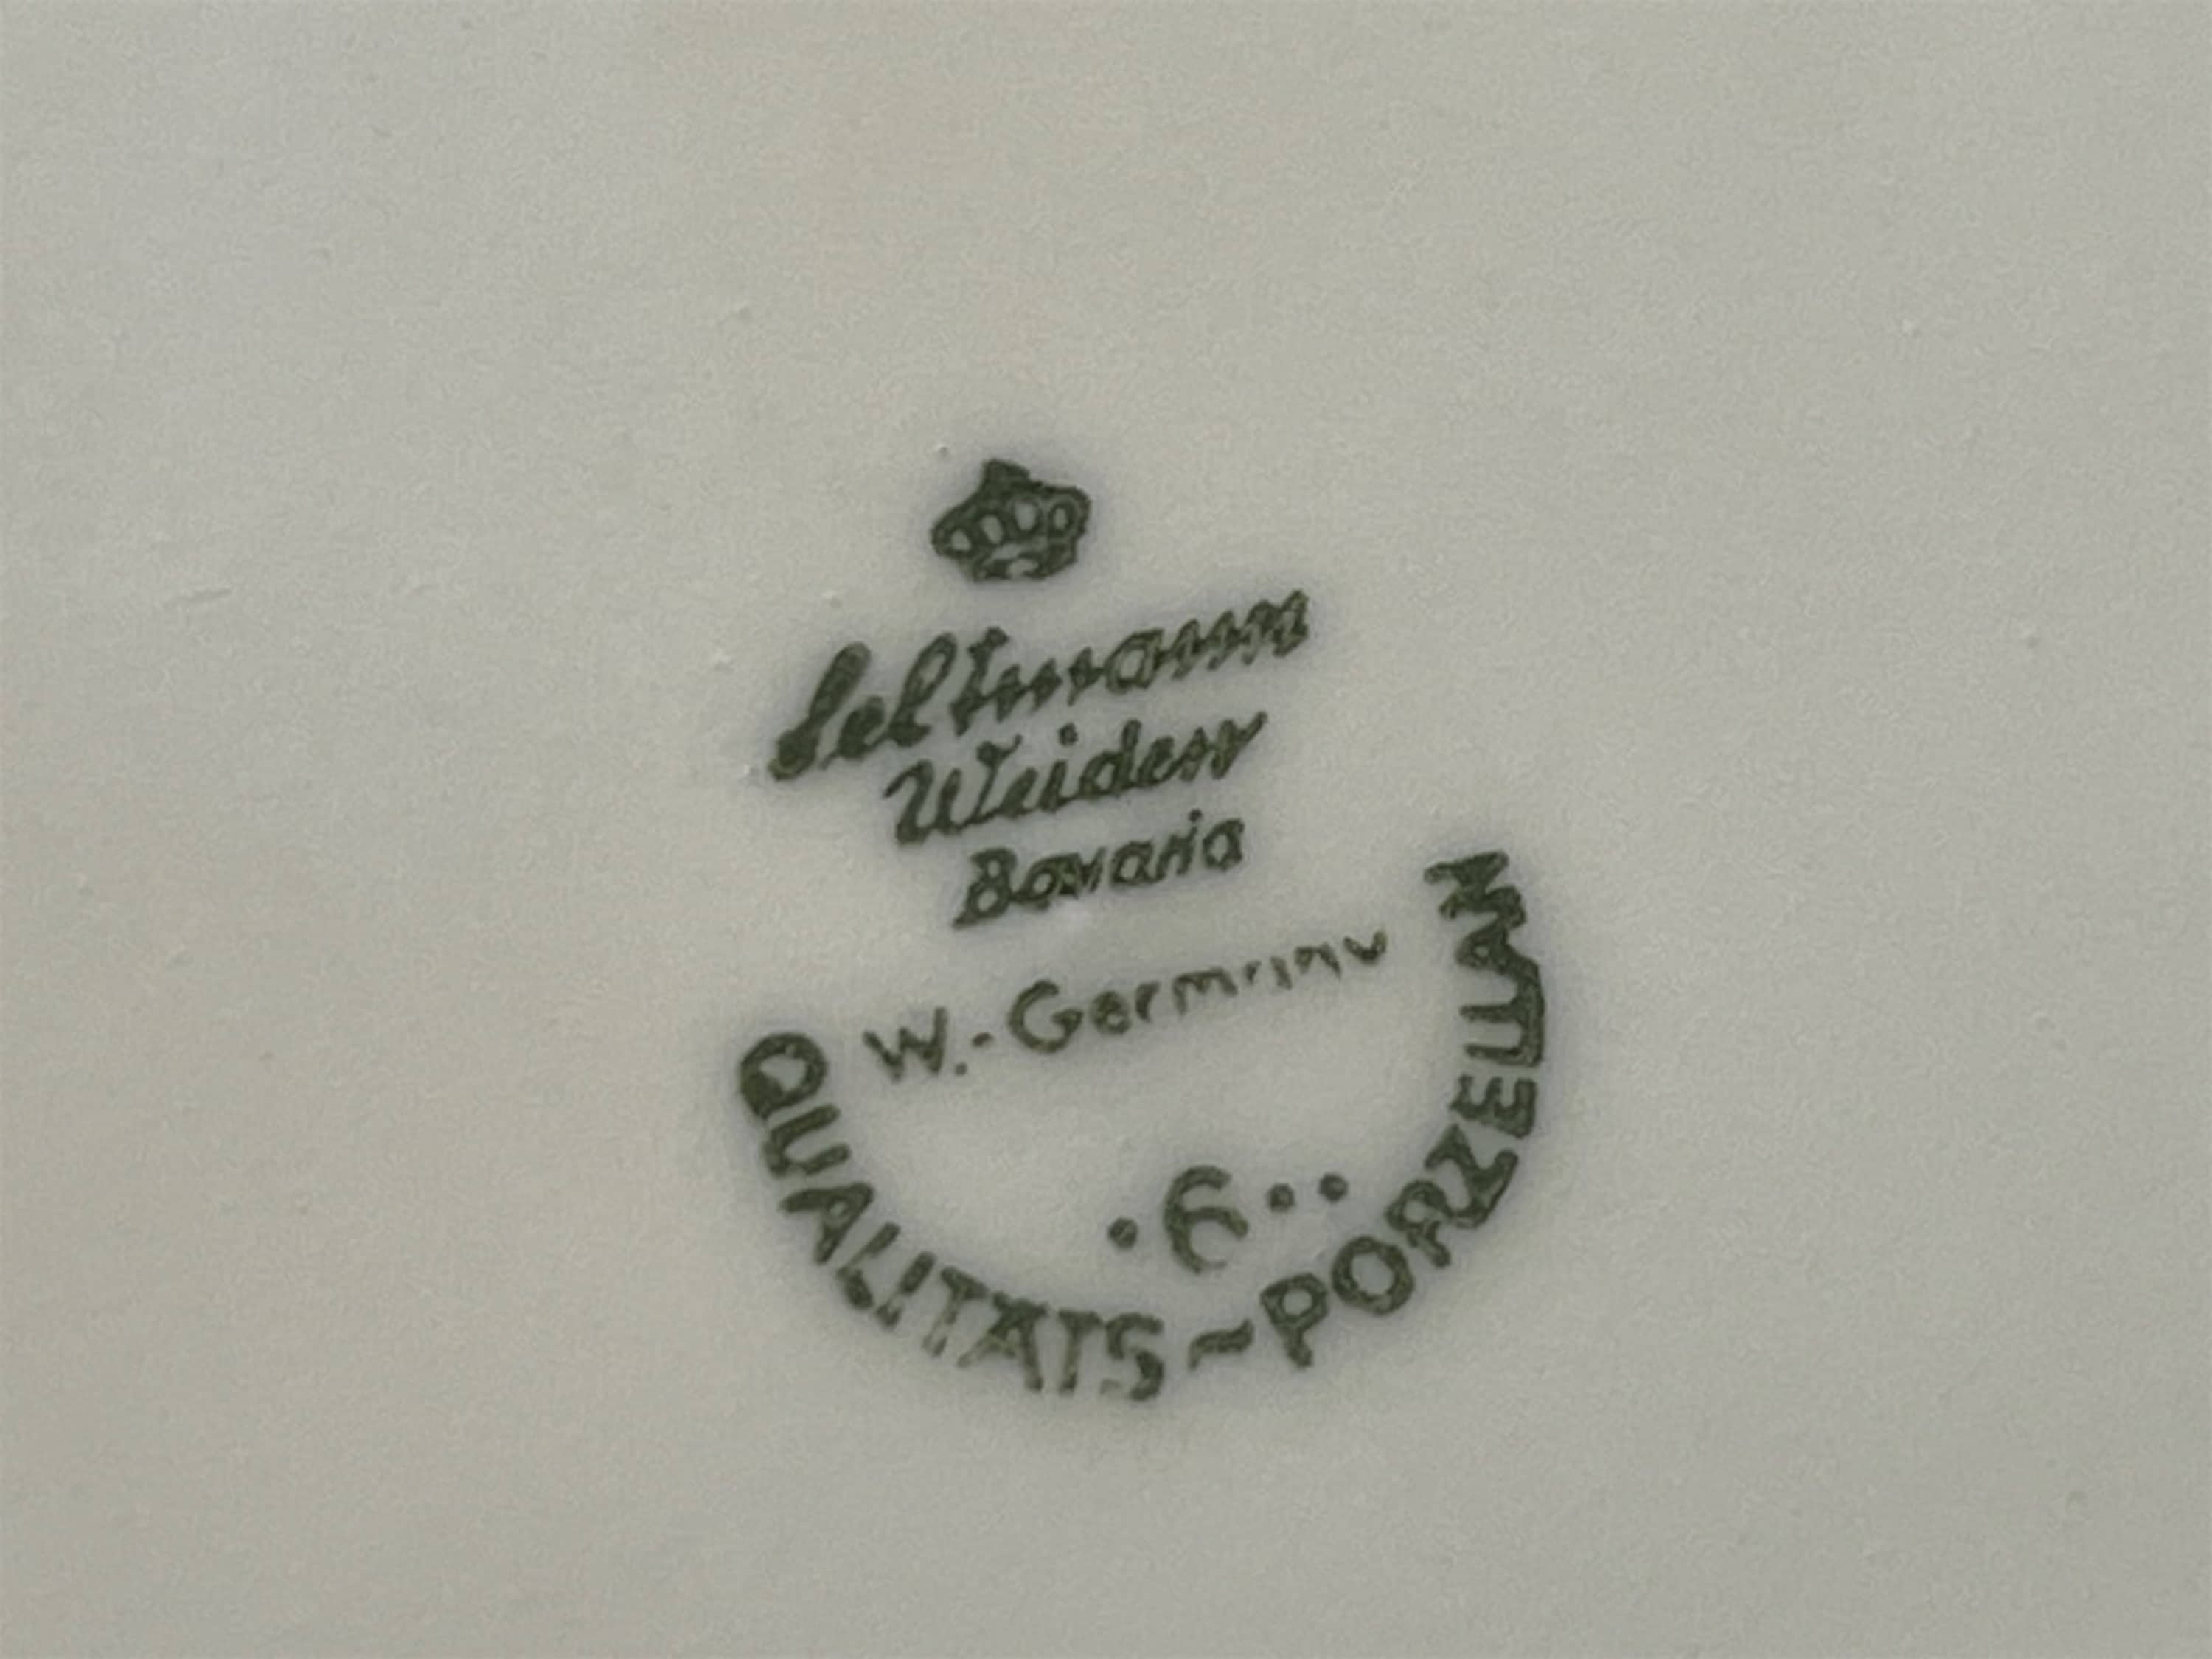 Seltmann
Weiden
Bavaria
W.-Germany
.6..
QUALITÄTS-PORZELLAN